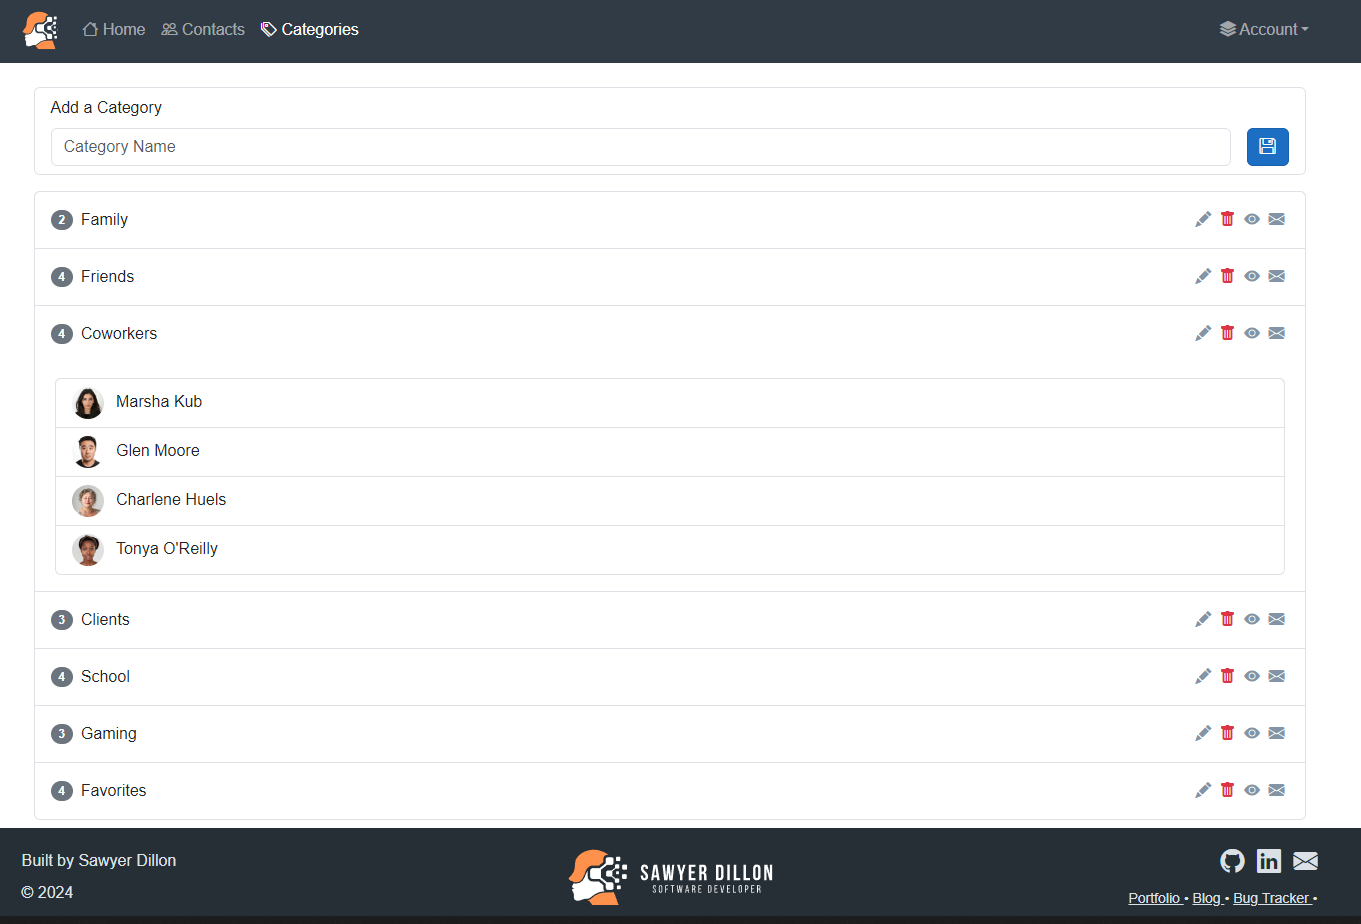 Home Contacts Categories Account
Add a Category
Category Name
2 Family
4 Friends
4 Coworkers
Marsha Kub
Glen Moore
Charlene Huels
Tonya O'Reilly
3 Clients
4 School
3 Gaming
4 Favorites
Built by Sawyer Dillon
© 2024
SAWYER DILLON
SOFTWARE DEVELOPER
in
Portfolio • Blog • Bug Tracker •